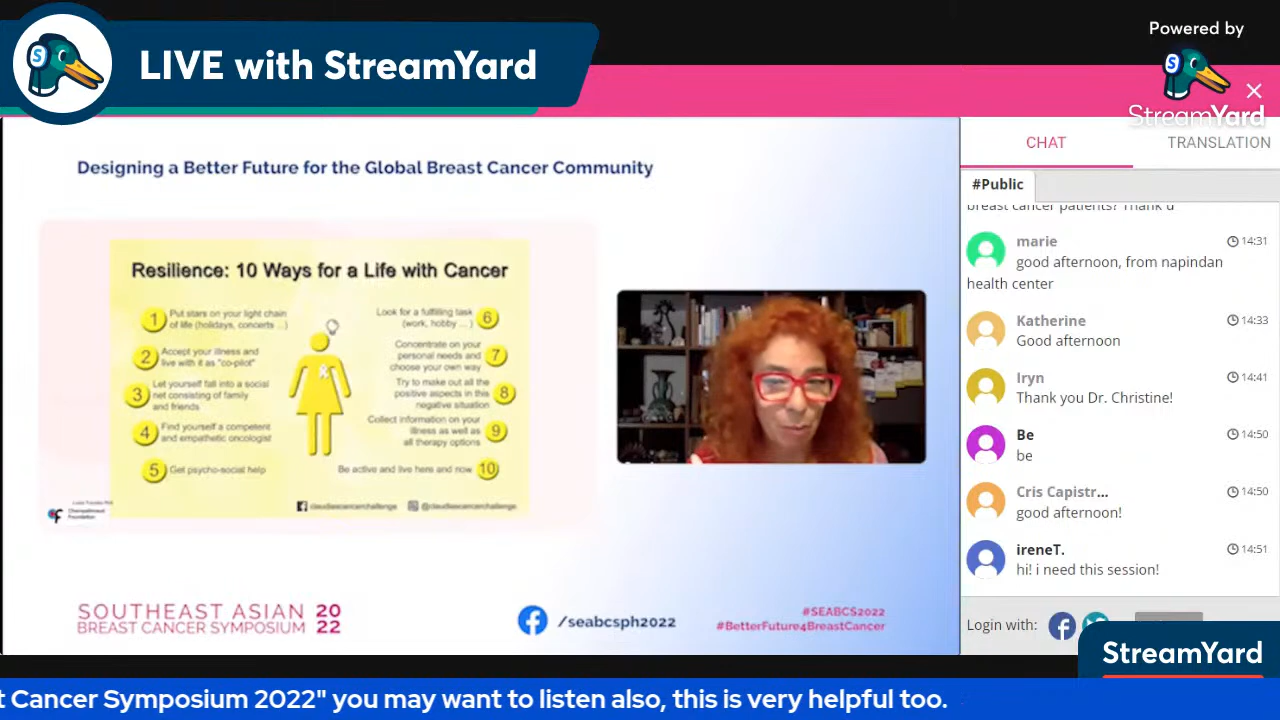 LIVE with StreamYard
Powered by
StreamYard
Designing a Better Future for the Global Breast Cancer Community
Resilience: 10 Ways for a Life with Cancer
1
Put stars on your light chain
of life (holidays, concerts ...)
2
Accept your illness and
live with it as "co-pilot"
3
Let yourself fall into a social
net consisting of family
and friends
4
Find yourself a competent
and empathetic oncologist
5
Get psycho-social help
Look for a fulfilling task
(work, hobby ... )
6
Concentrate on your
personal needs and
choose your own way
7
Try to make out all the
positive aspects in this
negative situation
8
Collect information on your
illness as well as
all therapy options
9
Be active and live here and now
10
claudiascancerchallenge
@claudiascancerchallenge
Champalimaud
Foundation
SOUTHEAST ASIAN
BREAST CANCER SYMPOSIUM
20
22
/seabcsph2022
#SEABCS2022
#BetterFuture4BreastCancer
CHAT
TRANSLATION
#Public
breast cancer patients? Thank u
marie
14:31
good afternoon, from napindan
health center
Katherine
14:33
Good afternoon
Iryn
14:41
Thank you Dr. Christine!
Be
14:50
be
Cris Capistr...
14:50
good afternoon!
ireneT.
14:51
hi! i need this session!
Login with:
StreamYard
t Cancer Symposium 2022" you may want to listen also, this is very helpful too.